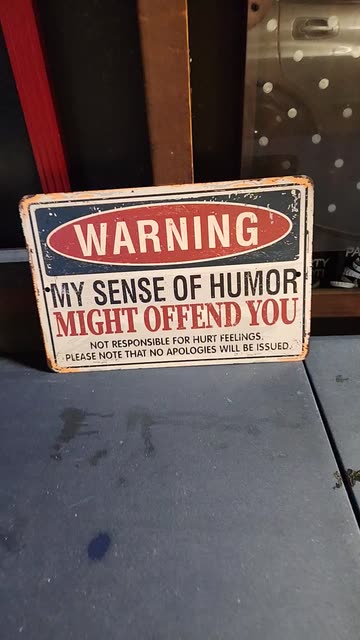 WARNING
MY SENSE OF HUMOR
MIGHT OFFEND YOU
NOT RESPONSIBLE FOR HURT FEELINGS.
PLEASE NOTE THAT NO APOLOGIES WILL BE ISSUED.